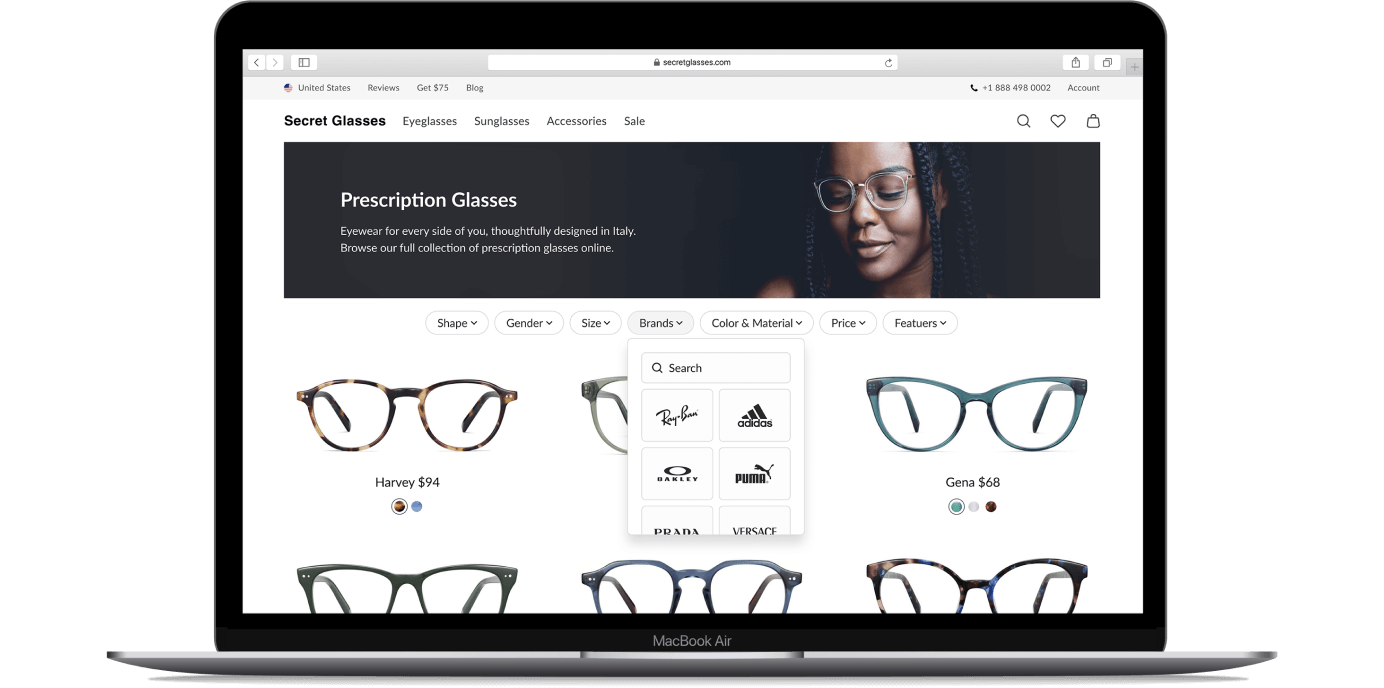 secretglasses.com
United States Reviews Get $75 Blog +1 888 498 0002 Account
Secret Glasses Eyeglasses Sunglasses Accessories Sale
Prescription Glasses
Eyewear for every side of you, thoughtfully designed in Italy.
Browse our full collection of prescription glasses online.
Shape Gender Size Brands Color & Material Price Featuers
Search
Ray-Ban adidas
OAKLEY PUMA
PRADA VERSACE
Harvey $94 Gena $68
MacBook Air